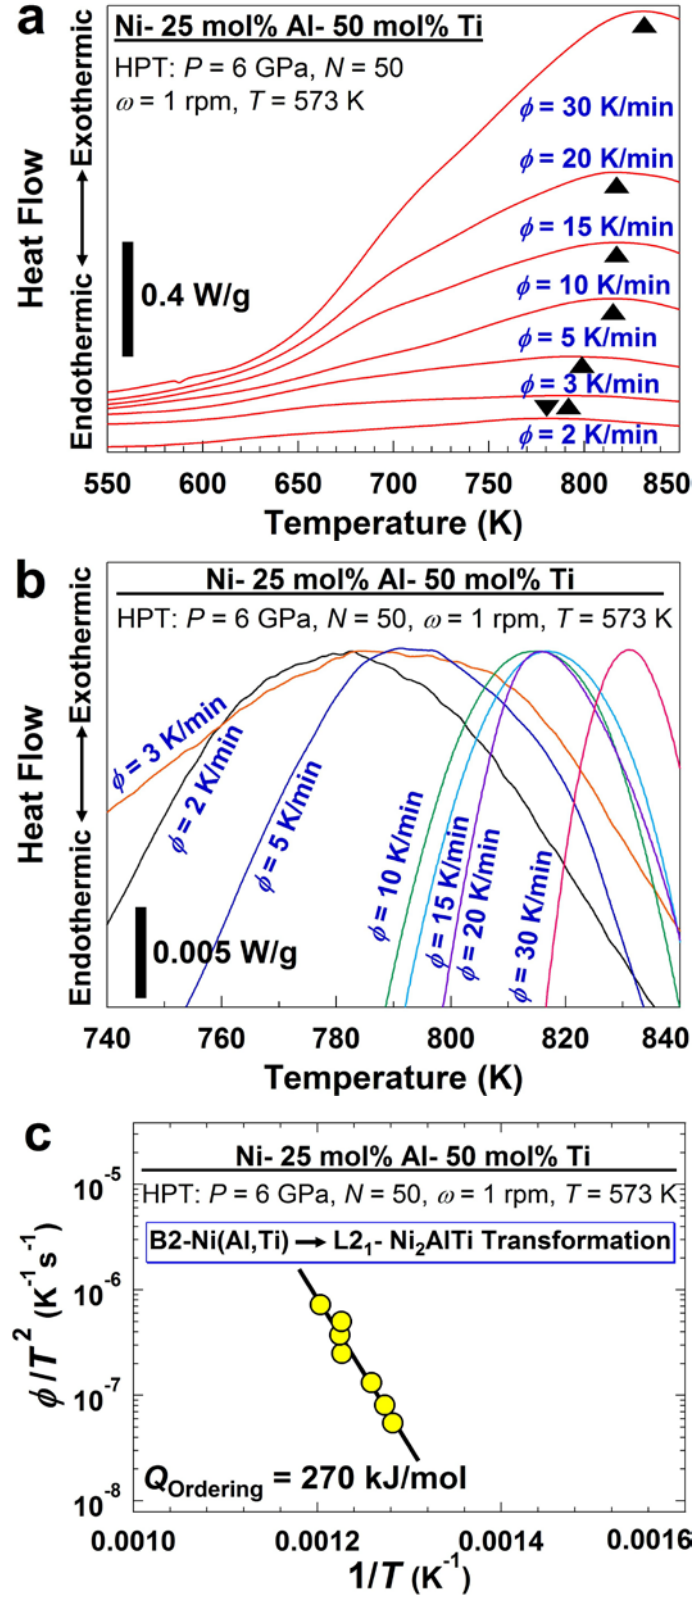 a
Ni- 25 mol% Al- 50 mol% Ti
HPT: P = 6 GPa, N = 50
ω = 1 rpm, T = 573 K
Heat Flow
Endothermic
Exothermic
0.4 W/g
ϕ = 30 K/min
ϕ = 20 K/min
ϕ = 15 K/min
ϕ = 10 K/min
ϕ = 5 K/min
ϕ = 3 K/min
ϕ = 2 K/min
550 600 650 700 750 800 850
Temperature (K)
b
Ni- 25 mol% Al- 50 mol% Ti
HPT: P = 6 GPa, N = 50, ω = 1 rpm, T = 573 K
Heat Flow
Endothermic
Exothermic
ϕ = 3 K/min
ϕ = 2 K/min
ϕ = 5 K/min
ϕ = 10 K/min
ϕ = 15 K/min
ϕ = 20 K/min
ϕ = 30 K/min
0.005 W/g
740 760 780 800 820 840
Temperature (K)
c
Ni- 25 mol% Al- 50 mol% Ti
HPT: P = 6 GPa, N = 50, ω = 1 rpm, T = 573 K
B2-Ni(Al,Ti) → L2₁- Ni₂AlTi Transformation
ϕ/T² (K⁻¹s⁻¹)
10⁻⁵
10⁻⁶
10⁻⁷
10⁻⁸
Q_Ordering = 270 kJ/mol
0.0010 0.0012 0.0014 0.0016
1/T (K⁻¹)